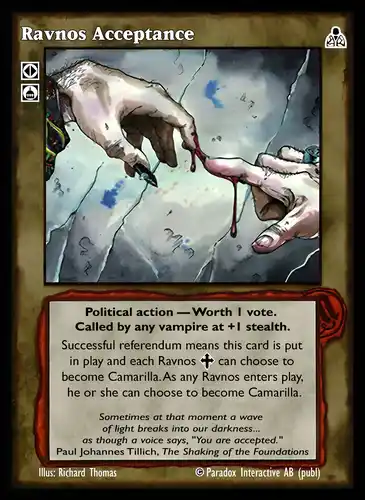 Ravnos Acceptance
Political action — Worth 1 vote.
Called by any vampire at +1 stealth.
Successful referendum means this card is put
in play and each Ravnos can choose to
become Camarilla. As any Ravnos enters play,
he or she can choose to become Camarilla.
Sometimes at that moment a wave
of light breaks into our darkness...
as though a voice says, "You are accepted."
Paul Johannes Tillich, The Shaking of the Foundations
Illus: Richard Thomas © Paradox Interactive AB (publ)